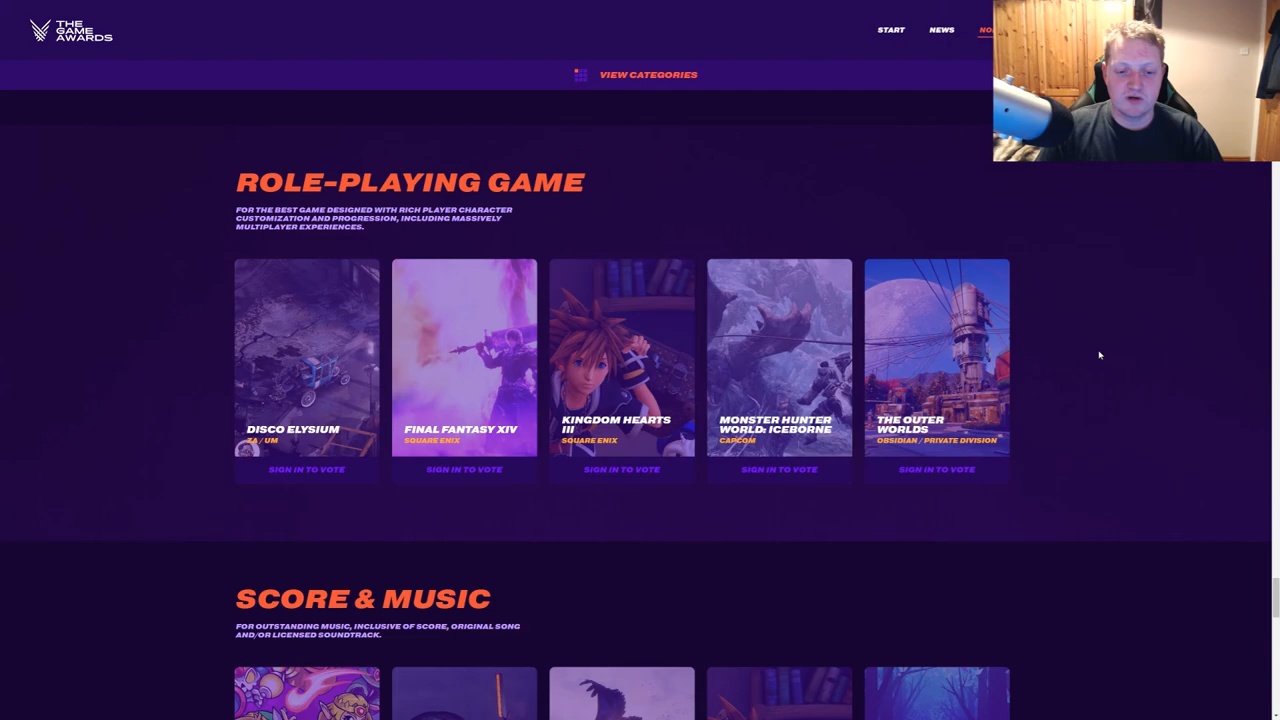 THE
GAME
AWARDS
START
NEWS
VIEW CATEGORIES
ROLE-PLAYING GAME
FOR THE BEST GAME DESIGNED WITH RICH PLAYER CHARACTER
CUSTOMIZATION AND PROGRESSION, INCLUDING MASSIVELY
MULTIPLAYER EXPERIENCES.
DISCO ELYSIUM
ZA / UM
SIGN IN TO VOTE
FINAL FANTASY XIV
SQUARE ENIX
SIGN IN TO VOTE
KINGDOM HEARTS
III
SQUARE ENIX
SIGN IN TO VOTE
MONSTER HUNTER
WORLD: ICEBORNE
CAPCOM
SIGN IN TO VOTE
THE OUTER
WORLDS
OBSIDIAN / PRIVATE DIVISION
SIGN IN TO VOTE
SCORE & MUSIC
FOR OUTSTANDING MUSIC, INCLUSIVE OF SCORE, ORIGINAL SONG
AND/OR LICENSED SOUNDTRACK.